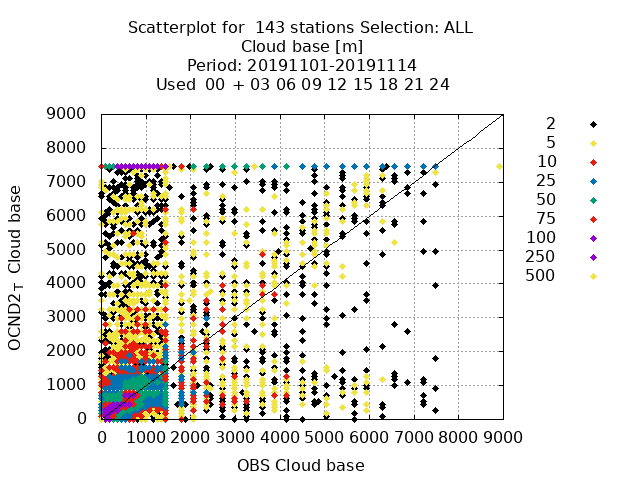 Scatterplot for 143 stations Selection: ALL
Cloud base [m]
Period: 20191101-20191114
Used 00 + 03 06 09 12 15 18 21 24
9000
8000
7000
6000
5000
4000
3000
2000
1000
0
OCND2T Cloud base
0 1000 2000 3000 4000 5000 6000 7000 8000 9000
OBS Cloud base
2
5
10
25
50
75
100
250
500